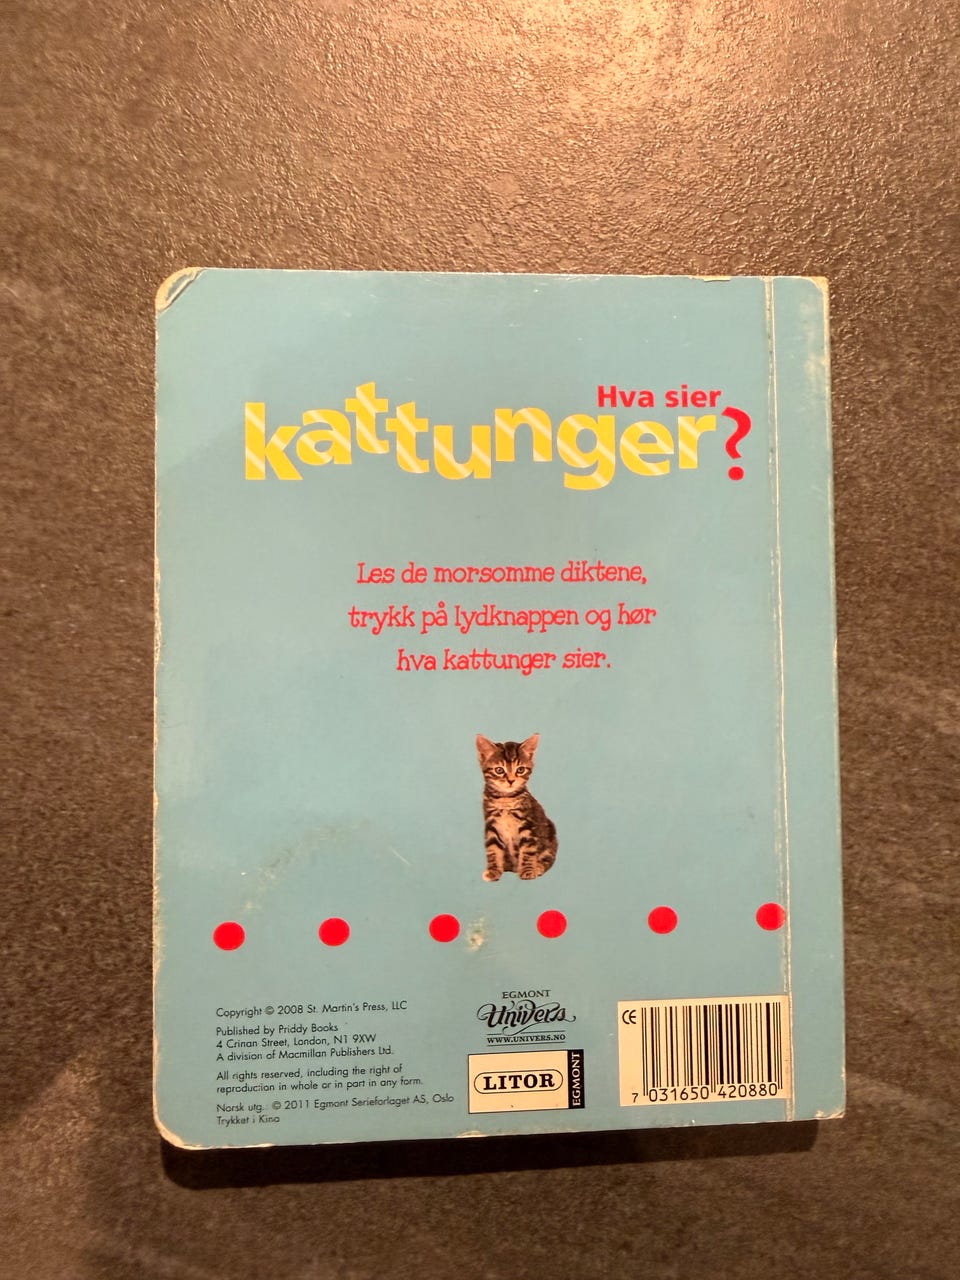 Hva sier
kattunger?
Les de morsomme diktene,
trykk på lydknappen og hør
hva kattunger sier.
Copyright © 2008 St. Martin's Press, LLC
Published by Priddy Books
4 Crinan Street, London, N1 9XW
A division of Macmillan Publishers Ltd.
All rights reserved, including the right of
reproduction in whole or in part in any form.
Norsk utg.: © 2011 Egmont Serieforlaget AS, Oslo
Trykket i Kina
EGMONT
Univers
WWW.UNIVERS.NO
LITOR
EGMONT
CE
7 031650 420880